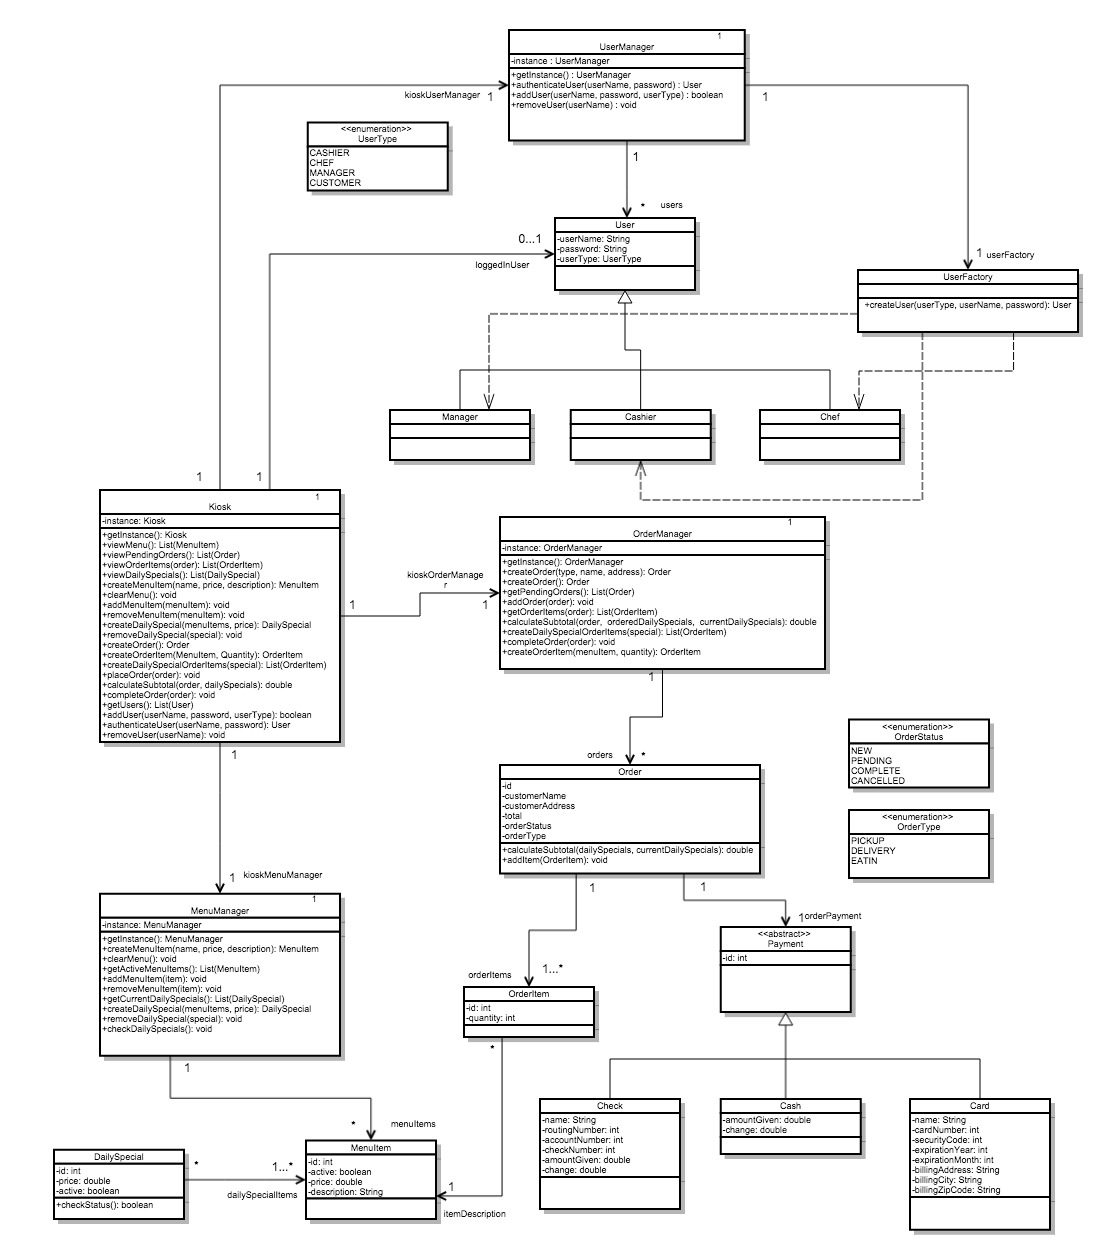 1
UserManager
-instance : UserManager
+getInstance() : UserManager
+authenticateUser(userName, password) : User
+addUser(userName, password, userType) : boolean
+removeUser(userName) : void
kioskUserManager
1
1
<<enumeration>>
UserType
CASHIER
CHEF
MANAGER
CUSTOMER
1
*
users
User
-userName: String
-password: String
-userType: UserType
0...1
loggedInUser
1
userFactory
UserFactory
+createUser(userType, userName, password): User
Manager
Cashier
Chef
1
1
1
Kiosk
-instance: Kiosk
+getInstance(): Kiosk
+viewMenu(): List(MenuItem)
+viewPendingOrders(): List(Order)
+viewOrderItems(order): List(OrderItem)
+viewDailySpecials(): List(DailySpecial)
+createMenuItem(name, price, description): MenuItem
+clearMenu(): void
+addMenuItem(menuItem): void
+removeMenuItem(menuItem): void
+createDailySpecial(menuItems, price): DailySpecial
+removeDailySpecial(special): void
+createOrder(): Order
+createOrderItem(MenuItem, Quantity): OrderItem
+createDailySpecialOrderItems(special): List(OrderItem)
+placeOrder(order): void
+calculateSubtotal(order, dailySpecials): double
+completeOrder(order): void
+getUsers(): List(User)
+addUser(userName, password, userType): boolean
+authenticateUser(userName, password): User
+removeUser(userName): void
kioskOrderManage
r
1
1
1
OrderManager
-instance: OrderManager
+getInstance(): OrderManager
+createOrder(type, name, address): Order
+createOrder(): Order
+getPendingOrders(): List(Order)
+addOrder(order): void
+getOrderItems(order): List(OrderItem)
+calculateSubtotal(order, orderedDailySpecials, currentDailySpecials): double
+createDailySpecialOrderItems(special): List(OrderItem)
+completeOrder(order): void
+createOrderItem(menuItem, quantity): OrderItem
1
orders
*
Order
-id
-customerName
-customerAddress
-total
-orderStatus
-orderType
+calculateSubtotal(dailySpecials, currentDailySpecials): double
+addItem(OrderItem): void
<<enumeration>>
OrderStatus
NEW
PENDING
COMPLETE
CANCELLED
<<enumeration>>
OrderType
PICKUP
DELIVERY
EATIN
1
1
kioskMenuManager
1
MenuManager
-instance: MenuManager
+getInstance(): MenuManager
+createMenuItem(name, price, description): MenuItem
+clearMenu(): void
+getActiveMenuItems(): List(MenuItem)
+addMenuItem(item): void
+removeMenuItem(item): void
+getCurrentDailySpecials(): List(DailySpecial)
+createDailySpecial(menuItems, price): DailySpecial
+removeDailySpecial(special): void
+checkDailySpecials(): void
1
1
1
orderPayment
<<abstract>>
Payment
-id: int
orderItems
1...*
OrderItem
-id: int
-quantity: int
*
1
*
menuItems
MenuItem
-id: int
-active: boolean
-price: double
-description: String
DailySpecial
-id: int
-price: double
-active: boolean
+checkStatus(): boolean
*
1...*
dailySpecialItems
1
itemDescription
Check
-name: String
-routingNumber: int
-accountNumber: int
-checkNumber: int
-amountGiven: double
-change: double
Cash
-amountGiven: double
-change: double
Card
-name: String
-cardNumber: int
-securityCode: int
-expirationYear: int
-expirationMonth: int
-billingAddress: String
-billingCity: String
-billingZipCode: String